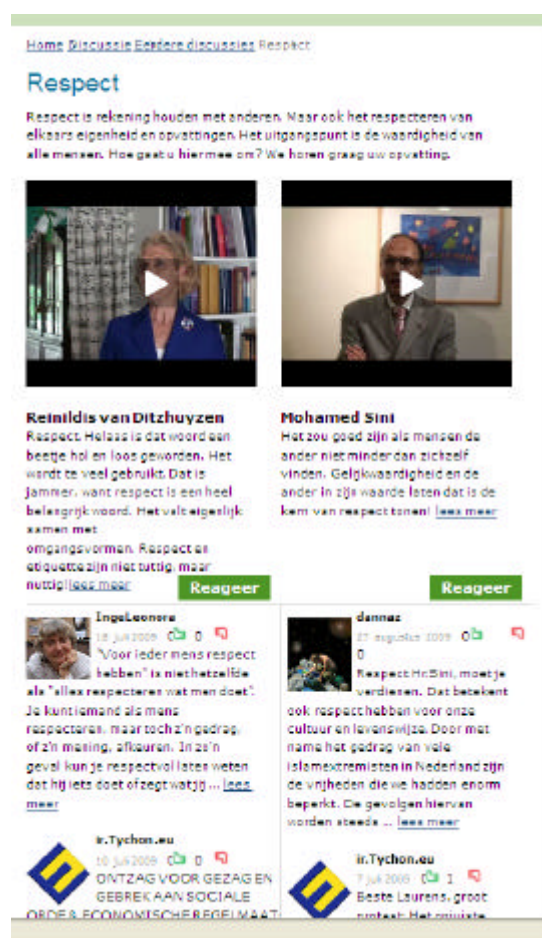 Home Discussie Eerdere discussies Respect
Respect
Respect is rekening houden met anderen. Maar ook het respecteren van
elkaars eigenheid en opvattingen. Het uitgangspunt is de waardigheid van
alle mensen. Hoe gaat u hier mee om? We horen graag uw opvatting.
Reinildis van Ditzhuyzen
Respect. Helaas is dat woord een
beetje hol en loos geworden. Het
wordt te veel gebruikt. Dat is
jammer, want respect is een heel
belangrijk woord. Het valt eigenlijk
samen met
omgangsvormen. Respect en
etiquette zijn niet tuttig, maar
nuttig!lees meer
Reageer
Mohamed Sini
Het zou goed zijn als mensen de
ander niet minder dan zichzelf
vinden. Gelijkwaardigheid en de
ander in zijn waarde laten dat is de
kern van respect tonen! lees meer
Reageer
IngeLeonora
18 juli 2009 0 0
"Voor ieder mens respect
hebben" is niet hetzelfde
als "alles respecteren wat men doet".
Je kunt iemand als mens
respecteren, maar toch z'n gedrag,
of z'n mening, afkeuren. In zo'n
geval kun je respectvol laten weten
dat hij iets doet of zegt wat jij ... lees
meer
ir.Tychon.eu
10 juli 2009 0 0
ONTZAG VOOR GEZAG EN
GEBREK AAN SOCIALE
ORDE & ECONOMISCHE REGELMAAT:
dannaz
27 augustus 2009 0
0
Respect Hr.Sini, moet je
verdienen. Dat betekent
ook respect hebben voor onze
cultuur en levenswijze. Door met
name het gedrag van vele
islamextremisten in Nederland zijn
de vrijheden die we hadden enorm
beperkt. De gevolgen hiervan
worden steeds ... lees meer
ir.Tychon.eu
7 juli 2009 0 1
Beste Laurens, groot
protest: Het